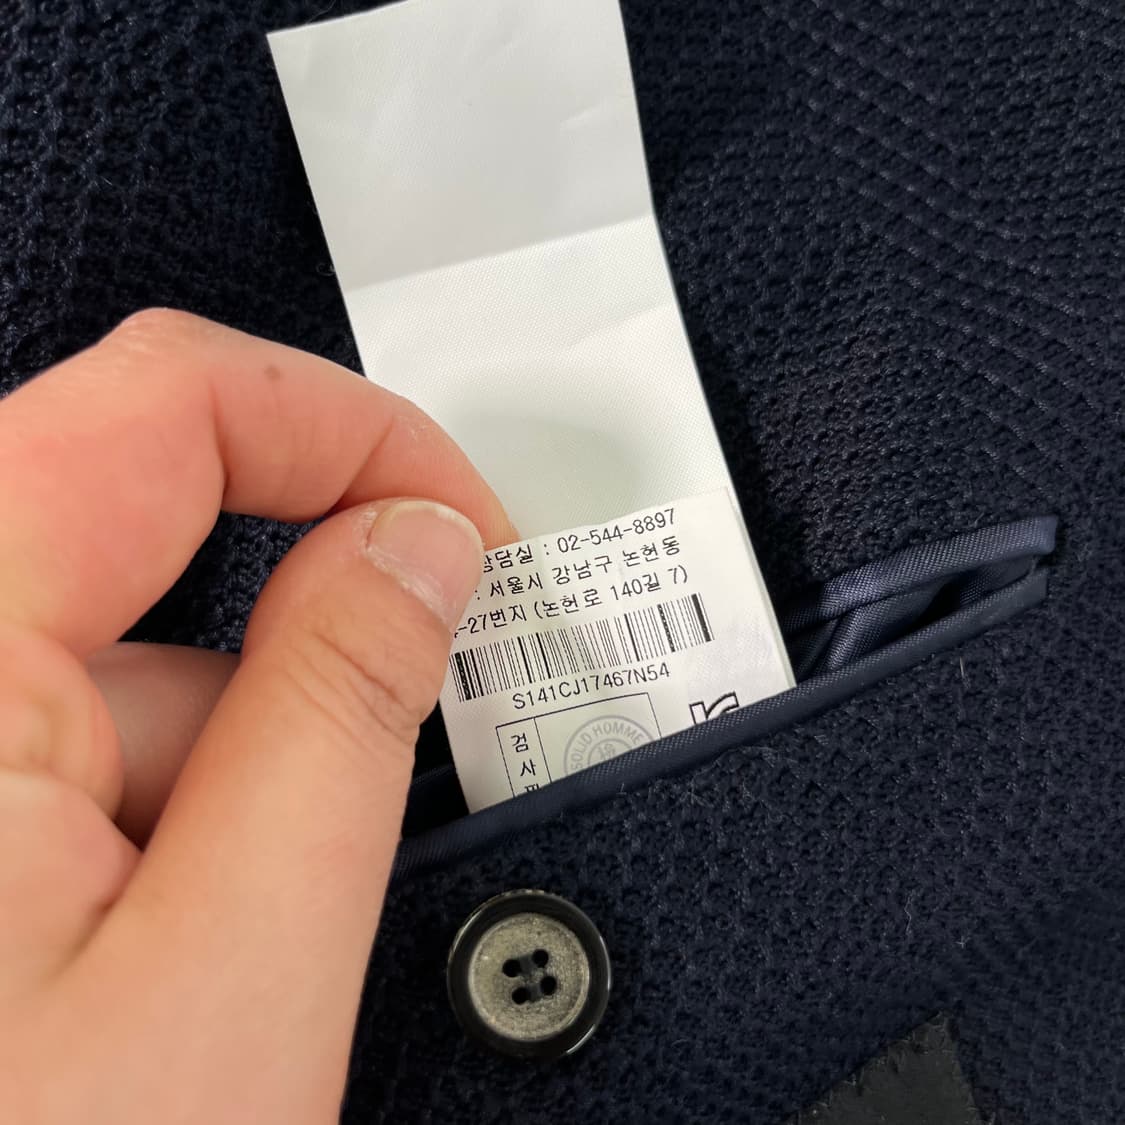 상담실 : 02-544-8897
: 서울시 강남구 논현동
-27번지 (논현로 140길 7)
S141CJ17467N54
검
사
SOLID HOMME